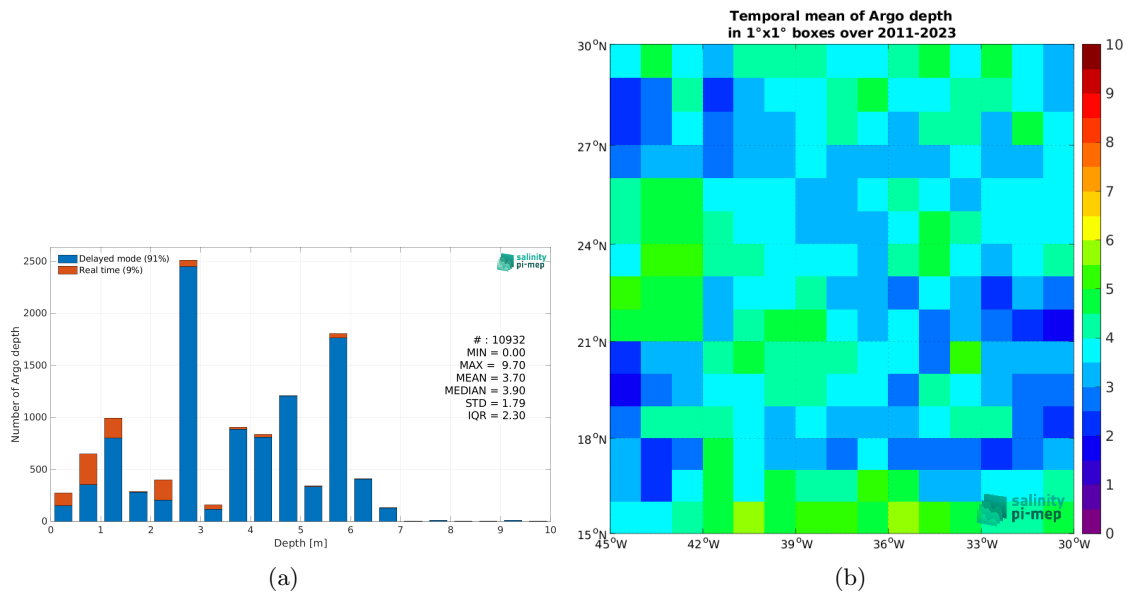 Temporal mean of Argo depth
in 1°x1° boxes over 2011-2023
Delayed mode (91%)
Real time (9%)
salinity
pi-mep
# : 10932
MIN = 0.00
MAX = 9.70
MEAN = 3.70
MEDIAN = 3.90
STD = 1.79
IQR = 2.30
Number of Argo depth
2500
2000
1500
1000
500
0
0 1 2 3 4 5 6 7 8 9 10
Depth [m]
(a)
30°N
27°N
24°N
21°N
18°N
15°N
45°W 42°W 39°W 36°W 33°W 30°W
salinity
pi-mep
10
9
8
7
6
5
4
3
2
1
0
(b)